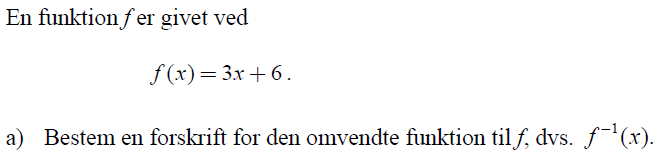 En funktion f er givet ved
f(x) = 3x + 6.
a) Bestem en forskrift for den omvendte funktion til f, dvs. f⁻¹(x).